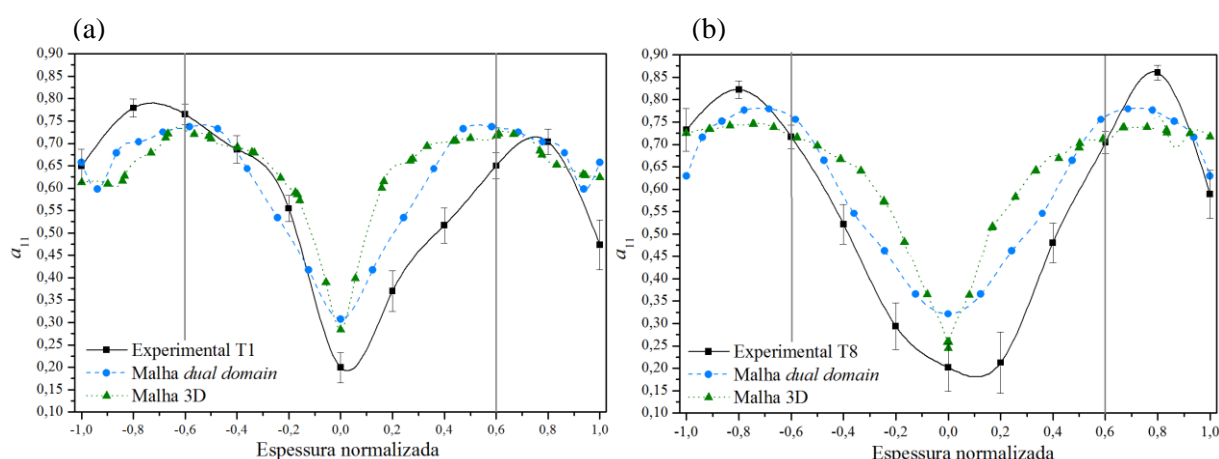 (a)
0,90
0,85
0,80
0,75
0,70
0,65
0,60
0,55
0,50
0,45
0,40
0,35
0,30
0,25
0,20
0,15
0,10
a11
Experimental T1
Malha dual domain
Malha 3D
-1,0 -0,8 -0,6 -0,4 -0,2 0,0 0,2 0,4 0,6 0,8 1,0
Espessura normalizada
(b)
0,90
0,85
0,80
0,75
0,70
0,65
0,60
0,55
0,50
0,45
0,40
0,35
0,30
0,25
0,20
0,15
0,10
a11
Experimental T8
Malha dual domain
Malha 3D
-1,0 -0,8 -0,6 -0,4 -0,2 0,0 0,2 0,4 0,6 0,8 1,0
Espessura normalizada